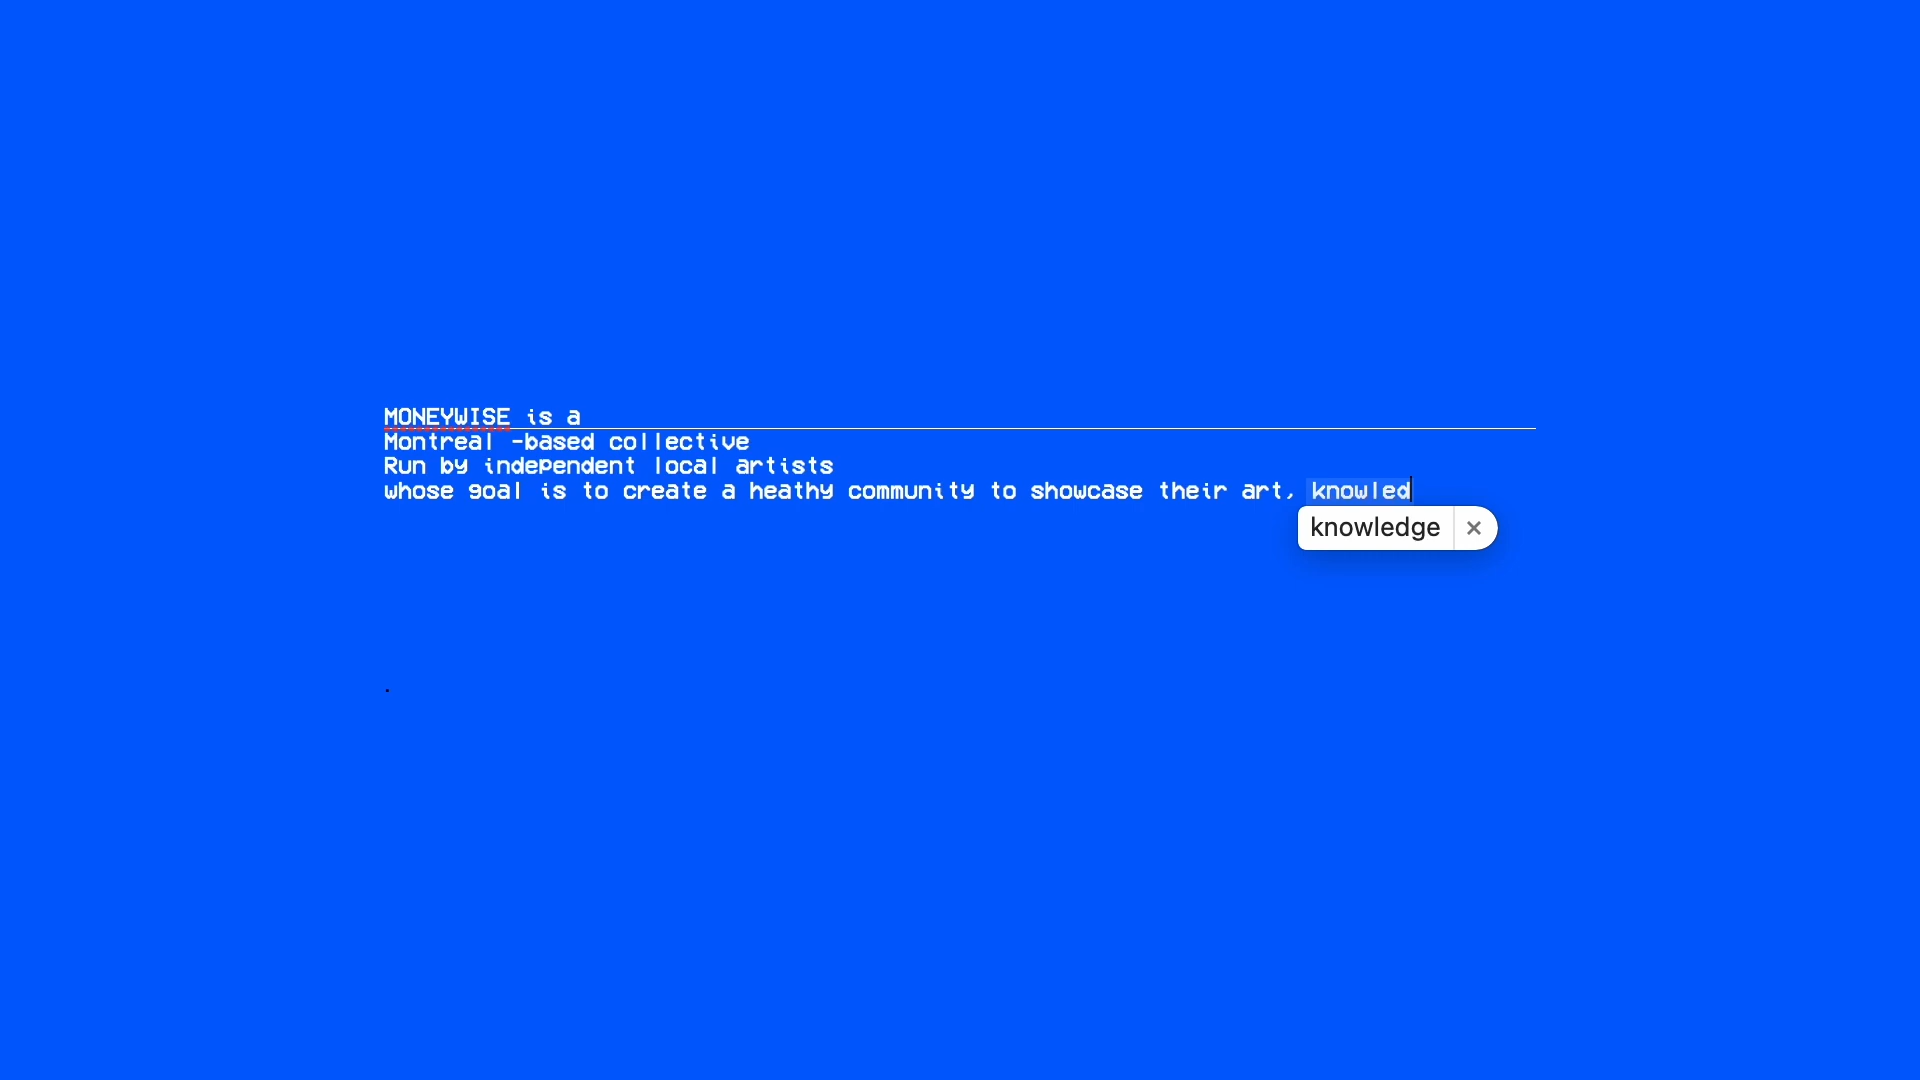 MONEYWISE is a
Montreal -based collective
Run by independent local artists
whose goal is to create a heathy community to showcase their art, knowled
knowledge ×
.